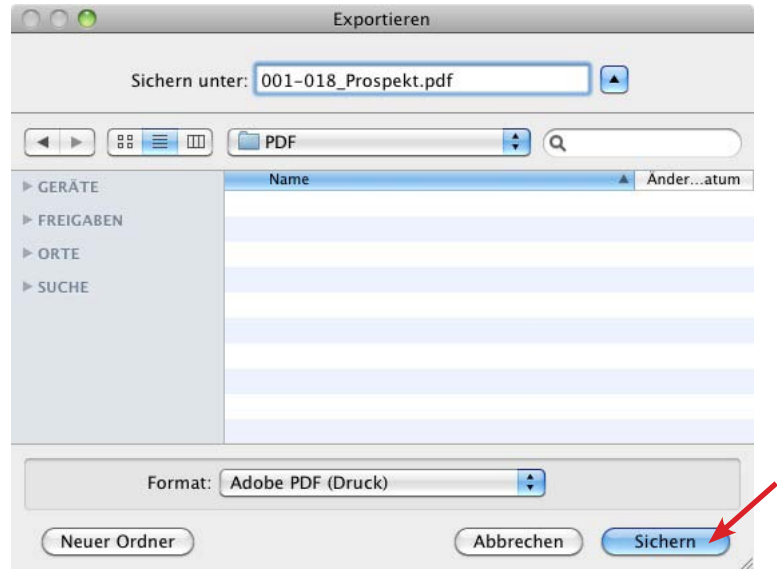 Exportieren
Sichern unter: 001-018_Prospekt.pdf
PDF
GERÄTE
FREIGABEN
ORTE
SUCHE
Name Änder...atum
Format: Adobe PDF (Druck)
Neuer Ordner Abbrechen Sichern